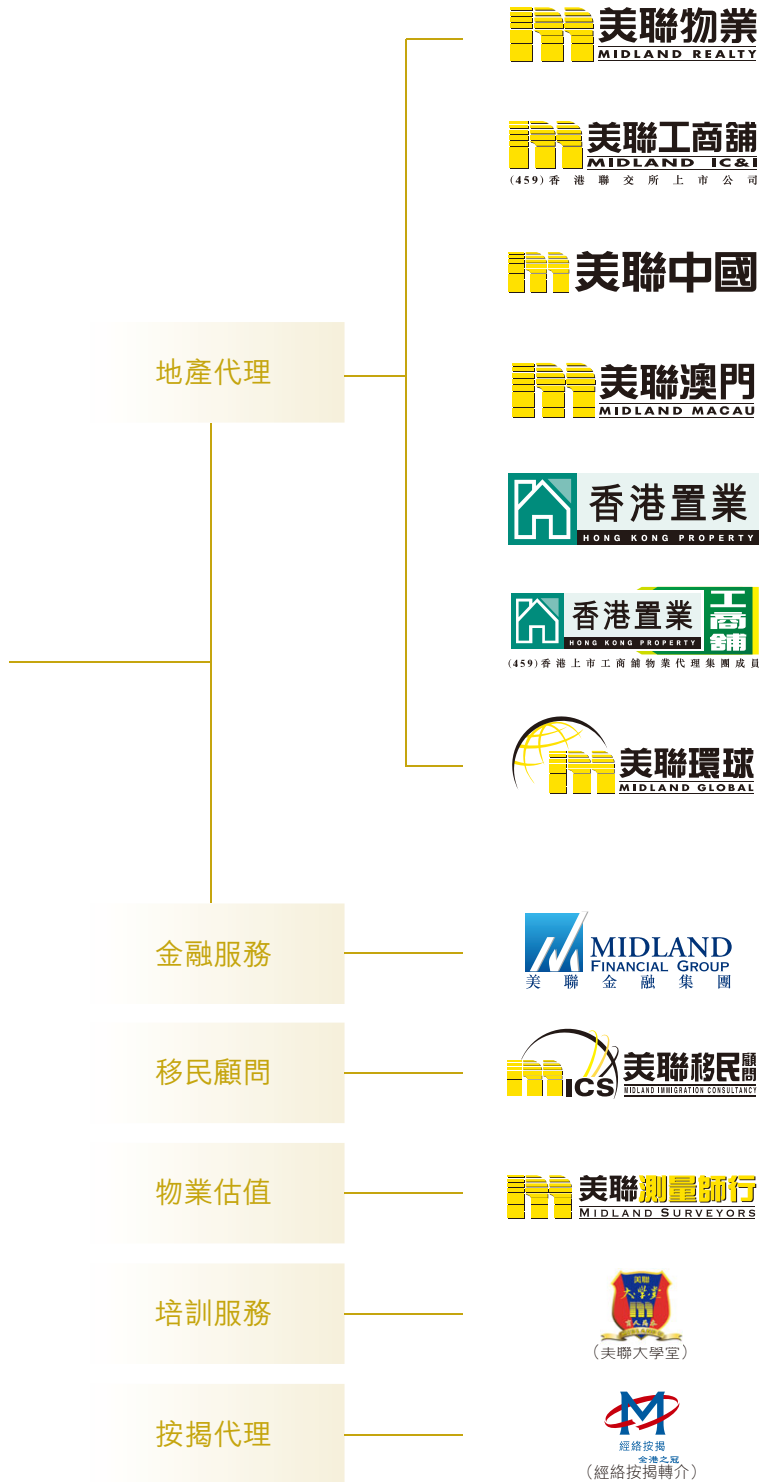 美聯物業
MIDLAND REALTY
美聯工商舖
MIDLAND IC&I
(459)香港聯交所上市公司
美聯中國
地產代理
美聯澳門
MIDLAND MACAU
香港置業
HONG KONG PROPERTY
香港置業
HONG KONG PROPERTY
工商舖
(459)香港上市工商舖物業代理集團成員
美聯環球
MIDLAND GLOBAL
金融服務
MIDLAND
FINANCIAL GROUP
美聯金融集團
移民顧問
ICS
美聯移民顧問
MIDLAND IMMIGRATION CONSULTANCY
物業估值
美聯測量師行
MIDLAND SURVEYORS
培訓服務
美聯
大學堂
(美聯大學堂)
按揭代理
經絡按揭
全港之冠
(經絡按揭轉介)